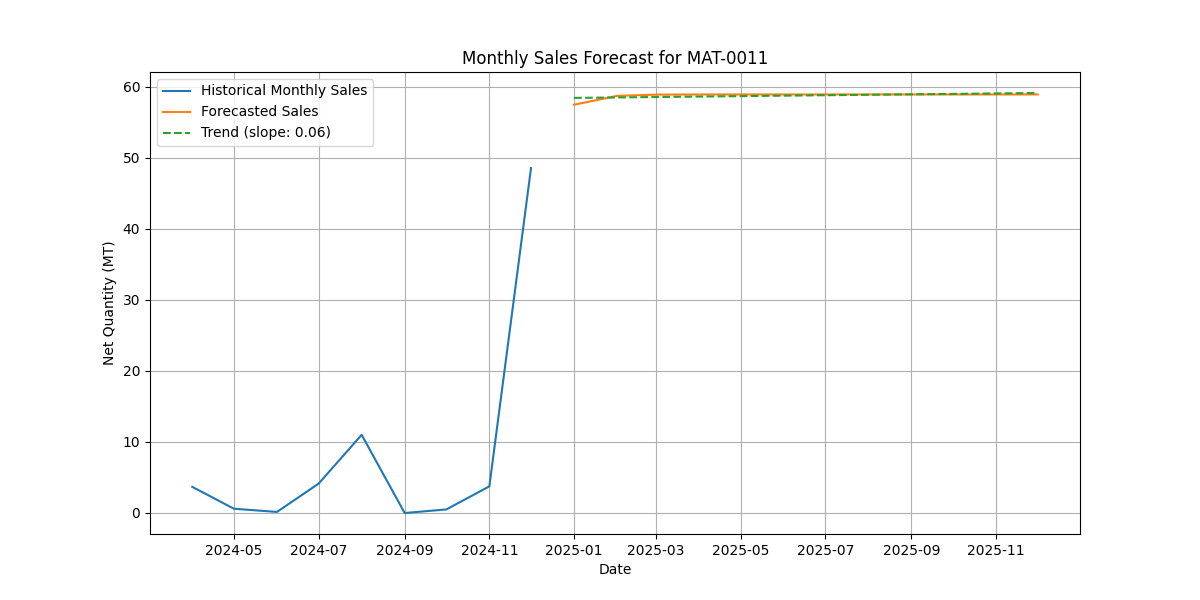 Monthly Sales Forecast for MAT-0011
Historical Monthly Sales
Forecasted Sales
Trend (slope: 0.06)
Net Quantity (MT)
60
50
40
30
20
10
0
2024-05 2024-07 2024-09 2024-11 2025-01 2025-03 2025-05 2025-07 2025-09 2025-11
Date